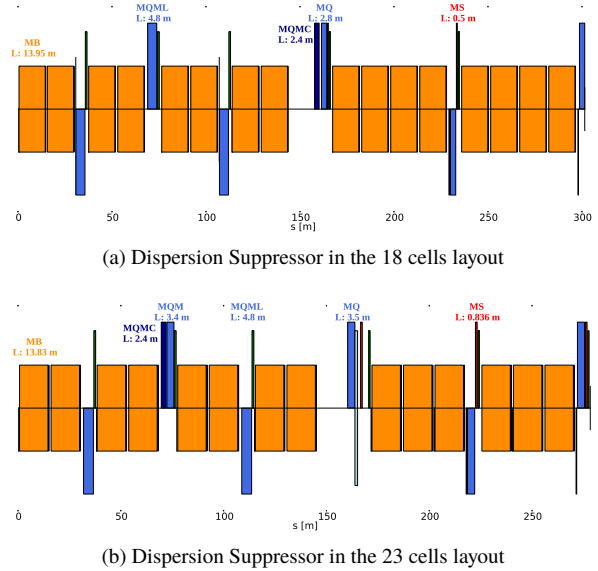 MQML
L: 4.8 m
MQ
L: 2.8 m
MS
L: 0.5 m
MQMC
L: 2.4 m
MB
L: 13.95 m
0 50 100 150 200 250 300
s [m]
(a) Dispersion Suppressor in the 18 cells layout
MQM
L: 3.4 m
MQML
L: 4.8 m
MQ
L: 3.5 m
MS
L: 0.836 m
MQMC
L: 2.4 m
MB
L: 13.83 m
0 50 100 150 200 250
s [m]
(b) Dispersion Suppressor in the 23 cells layout